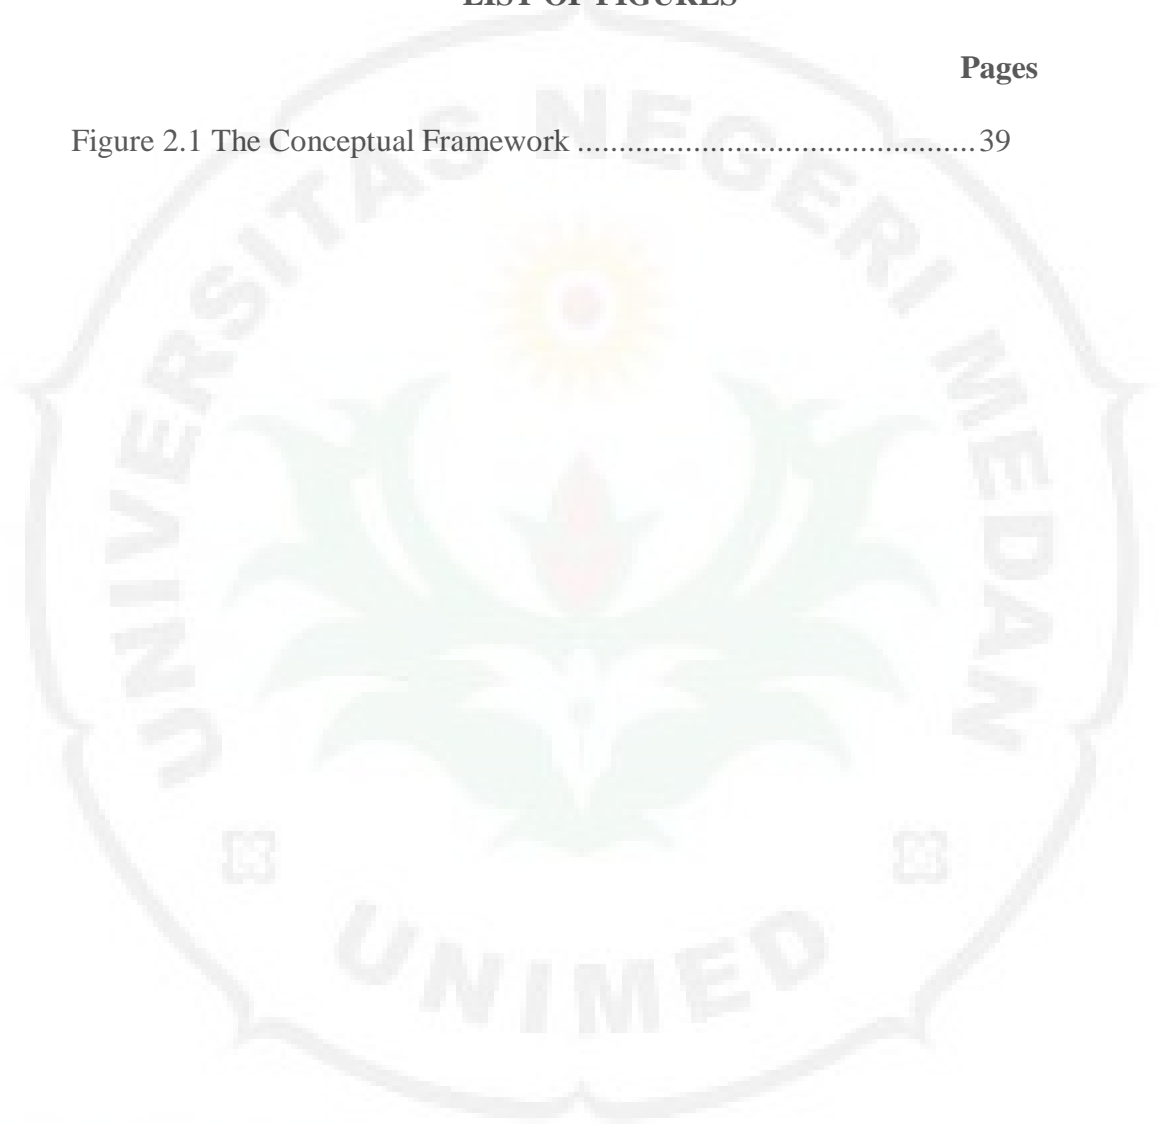 LIST OF FIGURES
Pages
Figure 2.1 The Conceptual Framework ................................................ 39
UNIVERSITAS NEGERI MEDAN
UNIMED